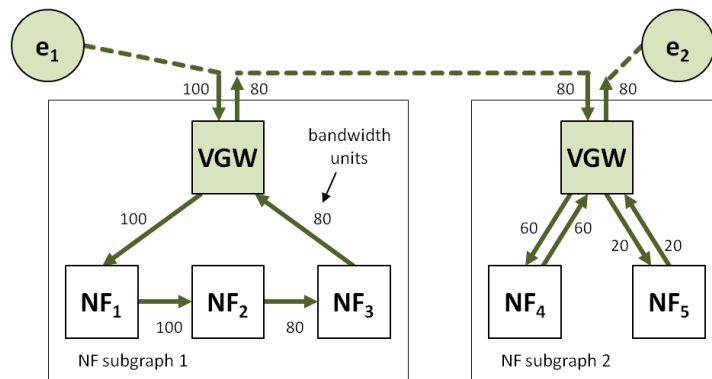 e1
e2
100
80
80
80
VGW
bandwidth
units
VGW
100
80
60
60
20
20
NF1
NF2
NF3
NF4
NF5
100
80
NF subgraph 1
NF subgraph 2